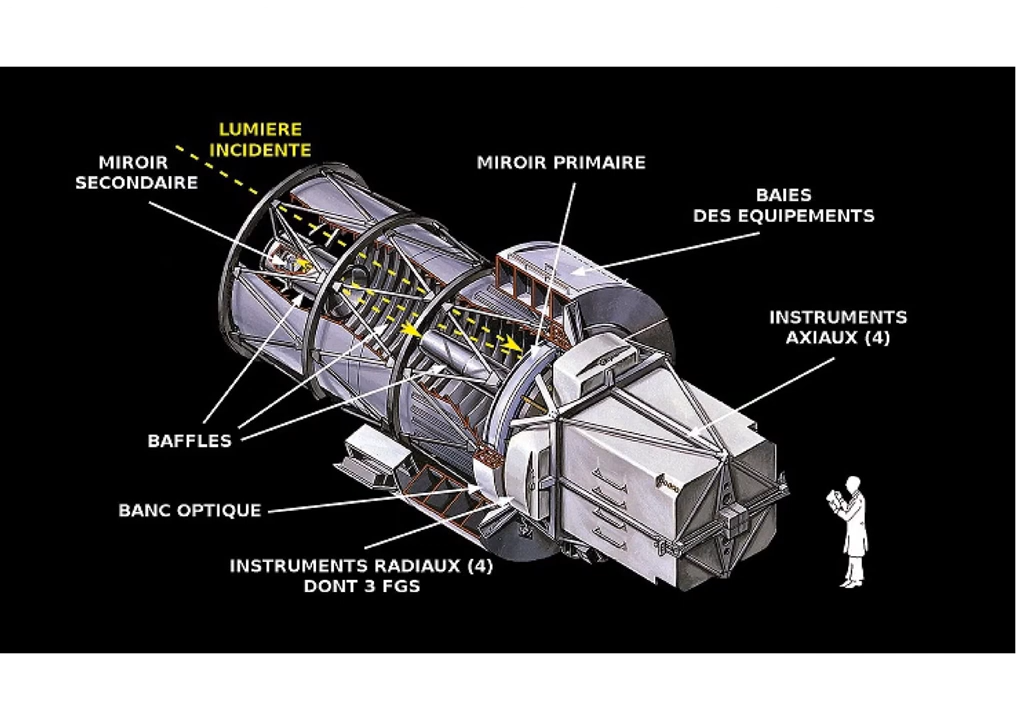 LUMIERE
INCIDENTE
MIROIR
SECONDAIRE
MIROIR PRIMAIRE
BAIES
DES EQUIPEMENTS
INSTRUMENTS
AXIAUX (4)
BAFFLES
BANC OPTIQUE
INSTRUMENTS RADIAUX (4)
DONT 3 FGS